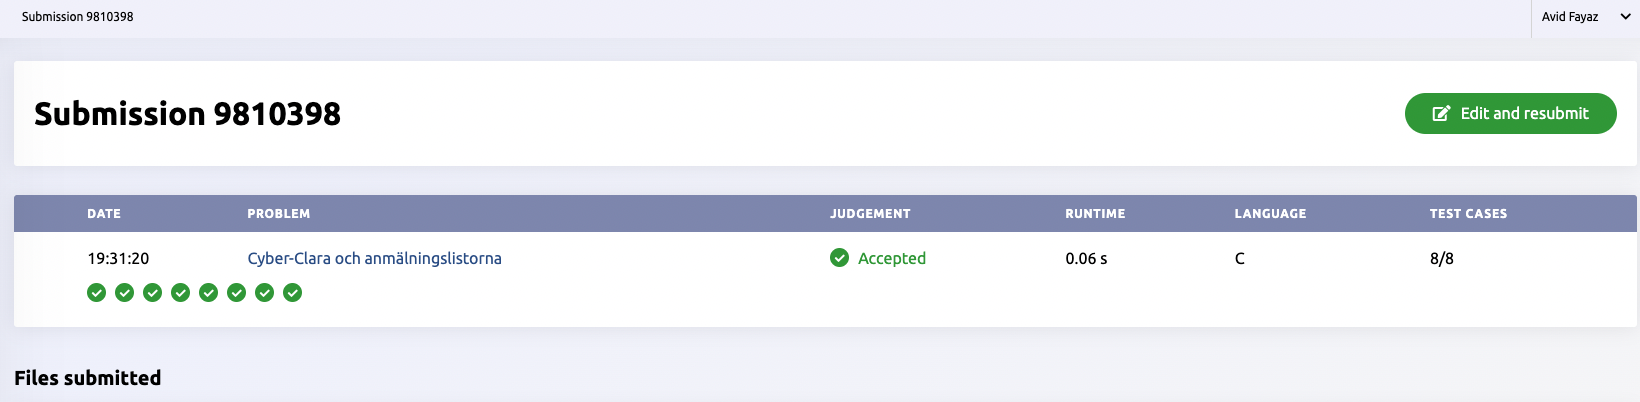 Submission 9810398
Avid Fayaz
Submission 9810398
Edit and resubmit
DATE PROBLEM JUDGEMENT RUNTIME LANGUAGE TEST CASES
19:31:20 Cyber-Clara och anmälningslistorna Accepted 0.06 s C 8/8
Files submitted